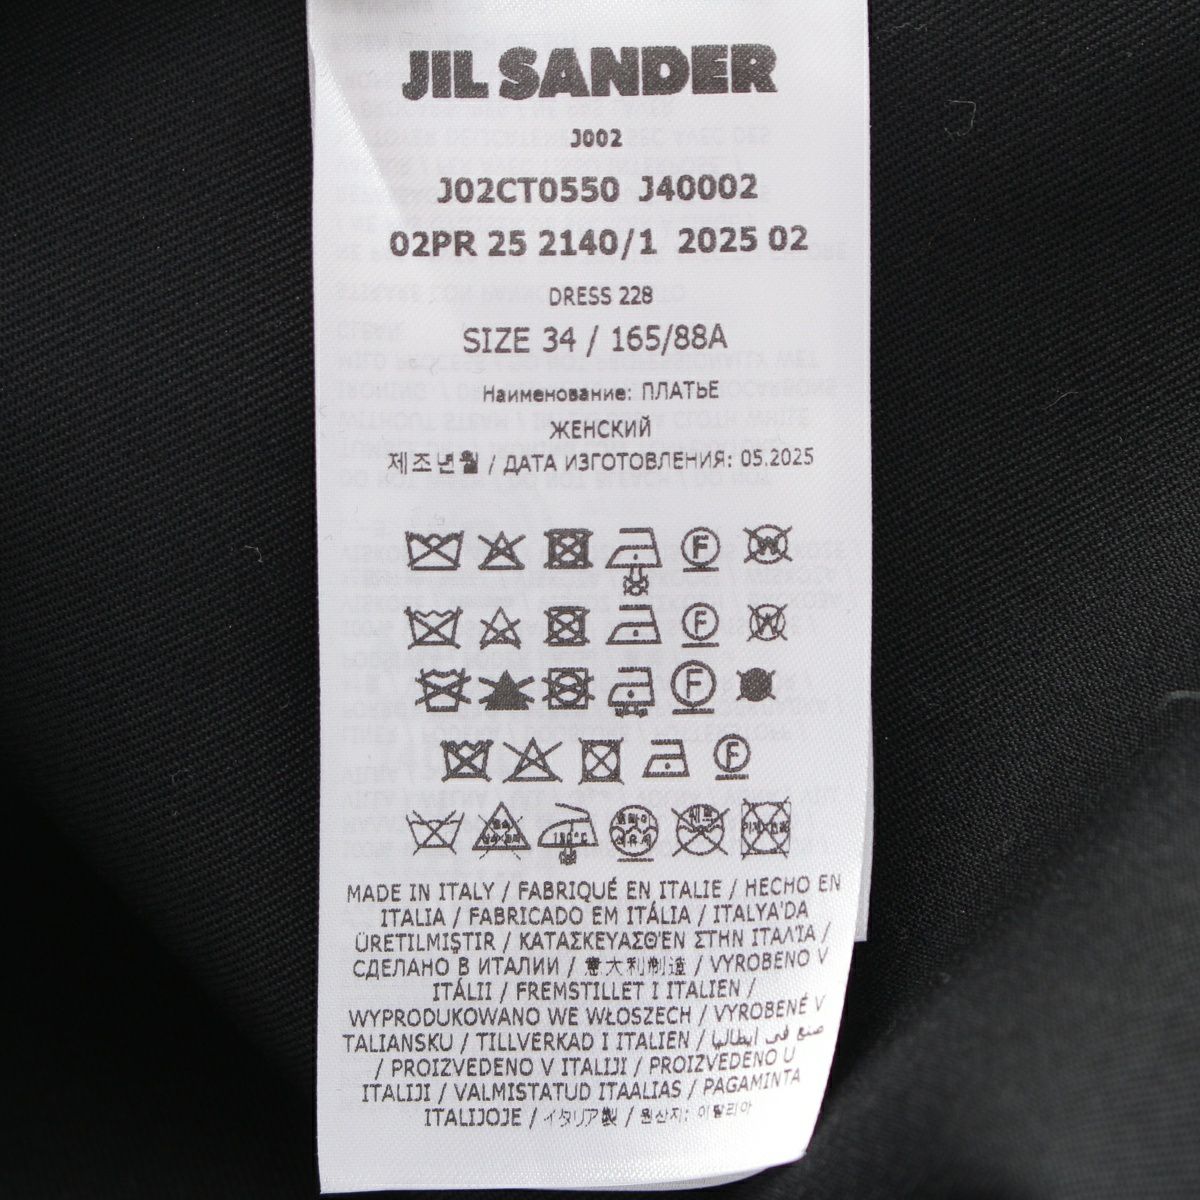 JIL SANDER
J002
J02CT0550 J40002
02PR 25 2140/1 2025 02
DRESS 228
SIZE 34 / 165/88A
Наименование: ПЛАТЬЕ
ЖЕНСКИЙ
제조년월 / ДАТА ИЗГОТОВЛЕНИЯ: 05.2025
F W
F W
F
F
150°C
MADE IN ITALY / FABRIQUÉ EN ITALIE / HECHO EN
ITALIA / FABRICADO EM ITÁLIA / ITALYA'DA
ÜRETILMIŞTIR / ΚΑΤΑΣΚΕΥΑΣΘΈΝ ΣΤΗΝ ΙΤΑΛΊΑ /
СДЕЛАНО В ИТАЛИИ / 意大利制造 / VYROBENO V
ITÁLII / FREMSTILLET I ITALIEN /
WYPRODUKOWANO WE WŁOSZECH / VYROBENÉ V
TALIANSKU / TILLVERKAD I ITALIEN / صنع في ايطاليا
/ PROIZVEDENO V ITALIJI / PROIZVEDENO U
ITALIJI / VALMISTATUD ITAALIAS / PAGAMINTA
ITALIJOJE / イタリア製 / 원산지: 이탈리아